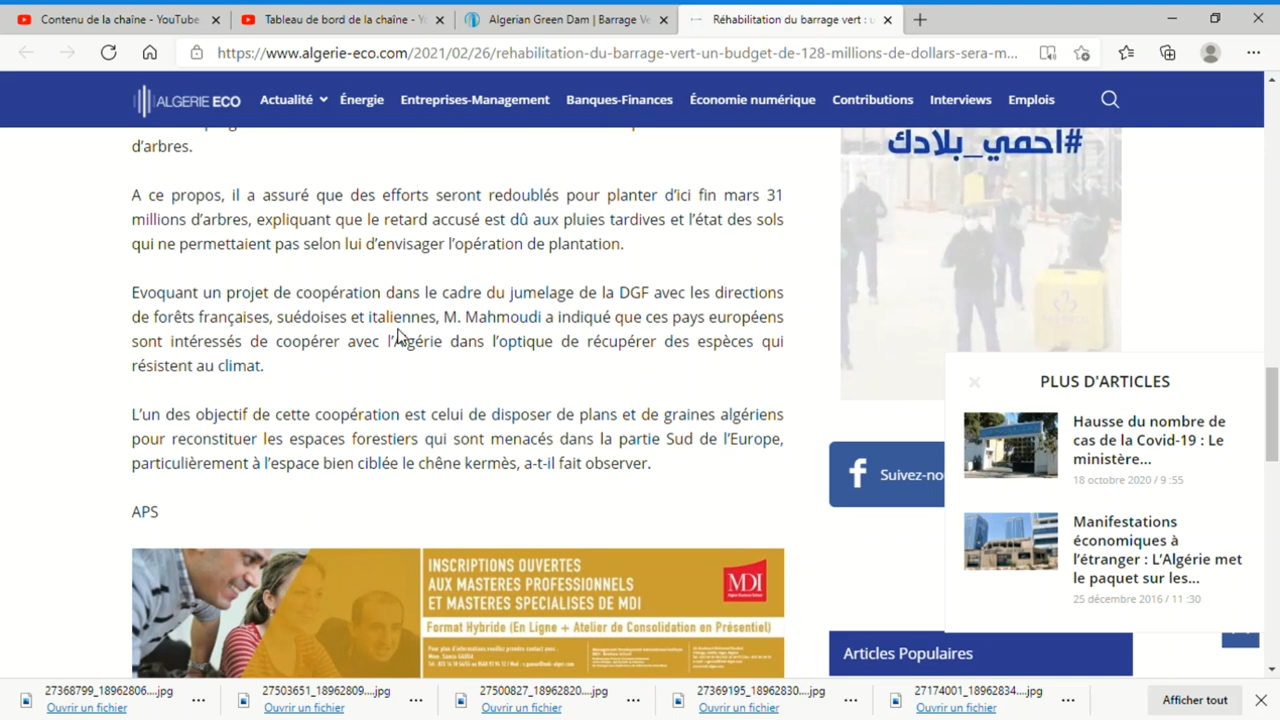 Contenu de la chaîne - YouTube
Tableau de bord de la chaîne - Y
Algerian Green Dam | Barrage Ve
Réhabilitation du barrage vert : u
https://www.algerie-eco.com/2021/02/26/rehabilitation-du-barrage-vert-un-budget-de-128-millions-de-dollars-sera-m...
ALGERIE ECO
Actualité
Énergie
Entreprises-Management
Banques-Finances
Économie numérique
Contributions
Interviews
Emplois
d’arbres.
A ce propos, il a assuré que des efforts seront redoublés pour planter d’ici fin mars 31
millions d’arbres, expliquant que le retard accusé est dû aux pluies tardives et l’état des sols
qui ne permettaient pas selon lui d’envisager l’opération de plantation.
Evoquant un projet de coopération dans le cadre du jumelage de la DGF avec les directions
de forêts françaises, suédoises et italiennes, M. Mahmoudi a indiqué que ces pays européens
sont intéressés de coopérer avec l’Algérie dans l’optique de récupérer des espèces qui
résistent au climat.
L’un des objectif de cette coopération est celui de disposer de plans et de graines algériens
pour reconstituer les espaces forestiers qui sont menacés dans la partie Sud de l’Europe,
particulièrement à l’espace bien ciblée le chêne kermès, a-t-il fait observer.
APS
INSCRIPTIONS OUVERTES
AUX MASTERES PROFESSIONNELS
ET MASTERES SPECIALISES DE MDI
MDI
Format Hybride (En Ligne + Atelier de Consolidation en Présentiel)
#احمي_بلادك
Suivez-no
PLUS D'ARTICLES
Hausse du nombre de
cas de la Covid-19 : Le
ministère...
18 octobre 2020 / 9 :55
Manifestations
économiques à
l’étranger : L’Algérie met
le paquet sur les...
25 décembre 2016 / 11 :30
Articles Populaires
27368799_18962806....jpg
Ouvrir un fichier
27503651_18962809....jpg
Ouvrir un fichier
27500827_18962820....jpg
Ouvrir un fichier
27369195_18962830....jpg
Ouvrir un fichier
27174001_18962834....jpg
Ouvrir un fichier
Afficher tout